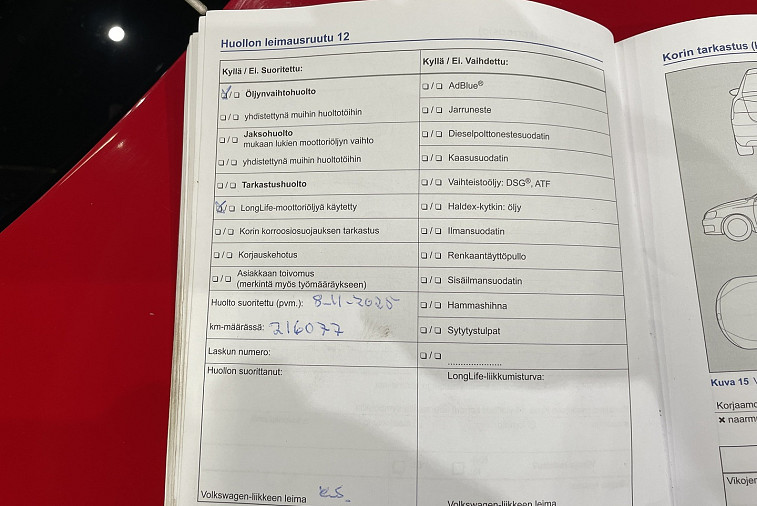 Huollon leimausruutu 12
Kyllä / Ei. Suoritettu:
❏/❏ Öljynvaihtohuolto
❏/❏ yhdistettynä muihin huoltotöihin
❏/❏ Jaksohuolto
mukaan lukien moottoriöljyn vaihto
❏/❏ yhdistettynä muihin huoltotöihin
❏/❏ Tarkastushuolto
❏/❏ LongLife-moottoriöljyä käytetty
❏/❏ Korin korroosiosuojauksen tarkastus
❏/❏ Korjauskehotus
❏/❏ Asiakkaan toivomus
(merkintä myös työmääräykseen)
Huolto suoritettu (pvm.): 8-11-2025
km-määrässä: 216077
Laskun numero:
Huollon suorittanut:
Volkswagen-liikkeen leima K.S.
Kyllä / Ei. Vaihdettu:
❏/❏ AdBlue®
❏/❏ Jarruneste
❏/❏ Dieselpolttonestesuodatin
❏/❏ Kaasusuodatin
❏/❏ Vaihteistoöljy: DSG®, ATF
❏/❏ Haldex-kytkin: öljy
❏/❏ Ilmansuodatin
❏/❏ Renkaantäyttöpullo
❏/❏ Sisäilmansuodatin
❏/❏ Hammashihna
❏/❏ Sytytystulpat
❏/❏ ....................
LongLife-liikkumisturva:
Volkswagen-liikkeen leima
Korin tarkastus
Kuva 15
Korjaamo
✖ naarmu
Vikojen